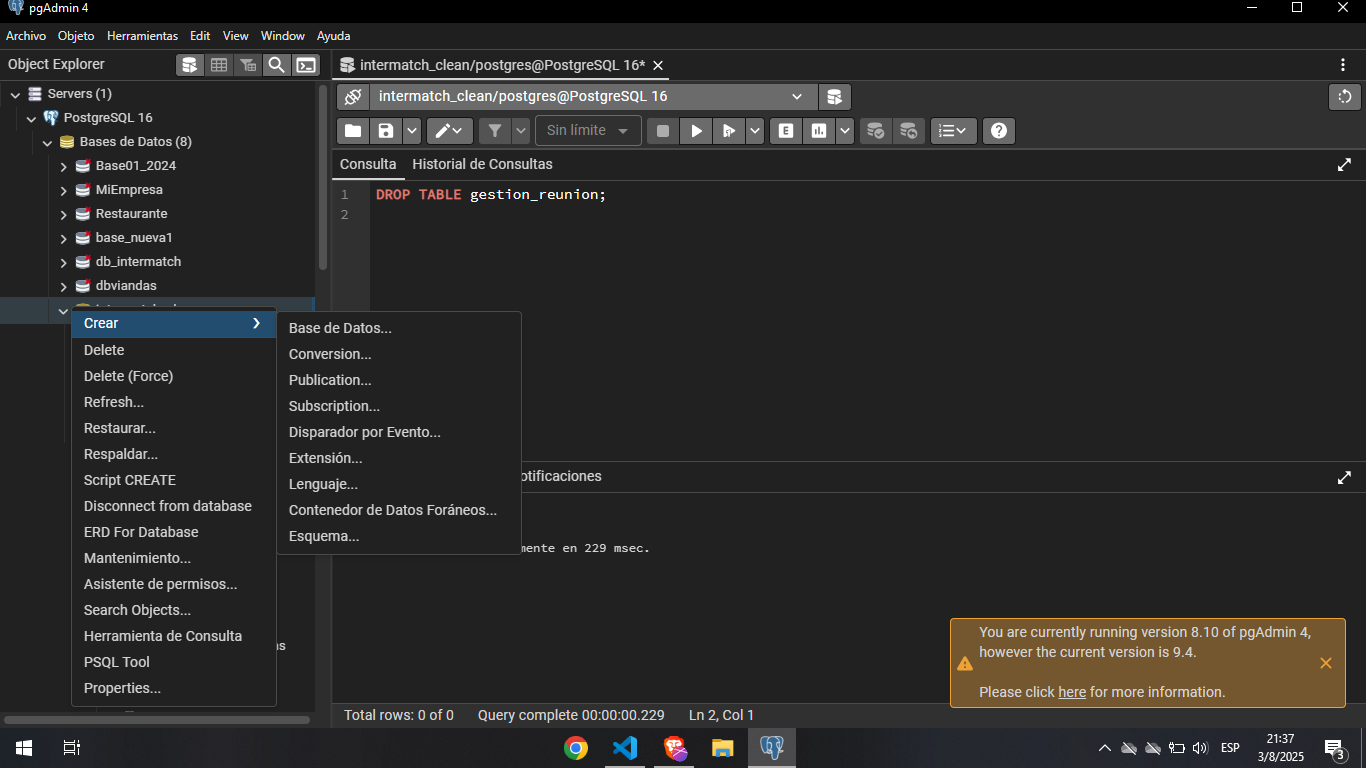 pgAdmin 4
Archivo Objeto Herramientas Edit View Window Ayuda
Object Explorer
intermatch_clean/postgres@PostgreSQL 16*
Servers (1)
PostgreSQL 16
Bases de Datos (8)
Base01_2024
MiEmpresa
Restaurante
base_nueva1
db_intermatch
dbviandas
Crear
Delete
Delete (Force)
Refresh...
Restaurar...
Respaldar...
Script CREATE
Disconnect from database
ERD For Database
Mantenimiento...
Asistente de permisos...
Search Objects...
Herramienta de Consulta
PSQL Tool
Properties...
Base de Datos...
Conversion...
Publication...
Subscription...
Disparador por Evento...
Extensión...
Lenguaje...
Contenedor de Datos Foráneos...
Esquema...
intermatch_clean/postgres@PostgreSQL 16
Sin límite
Consulta Historial de Consultas
1 DROP TABLE gestion_reunion;
2
otificaciones
mente en 229 msec.
as
You are currently running version 8.10 of pgAdmin 4,
however the current version is 9.4.
Please click here for more information.
Total rows: 0 of 0 Query complete 00:00:00.229 Ln 2, Col 1
ESP
21:37
3/8/2025
3